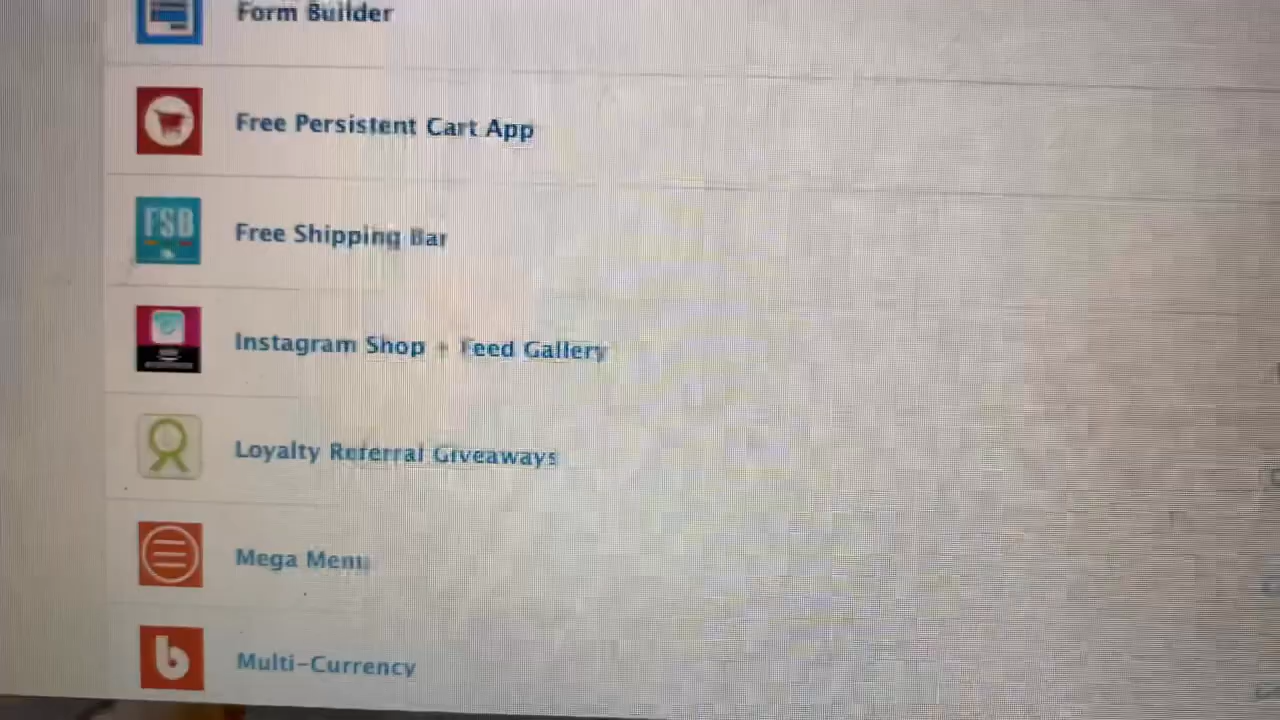 Form Builder
Free Persistent Cart App
FSB
Free Shipping Bar
Instagram Shop + Feed Gallery
Loyalty Referral Giveaways
Mega Menu
b
Multi-Currency